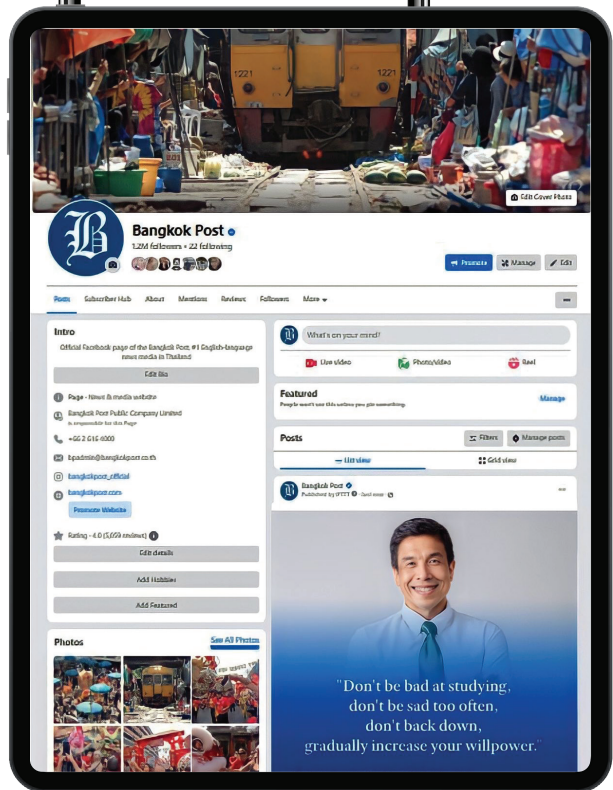 1221
1221
Edit Cover Photo
B
Bangkok Post
1.2M followers • 22 following
Promote
Manage
Edit
Posts
Subscriber Hub
About
Mentions
Reviews
Followers
More
Intro
Official Facebook page of the Bangkok Post, #1 English-language
news media in Thailand
Edit Bio
Page · News & media website
Bangkok Post Public Company Limited
is responsible for this Page
+66 2 616 4000
bpadmin@bangkokpost.co.th
bangkokpost_official
bangkokpost.com
Promote Website
Rating · 4.0 (5,059 reviews)
Edit details
Add Hobbies
Add Featured
Photos
See All Photos
B
What's on your mind?
Live video
Photo/video
Reel
Featured
People won't see this unless you pin something.
Manage
Posts
Filters
Manage posts
List view
Grid view
B
Bangkok Post
Published by IFTTT · Just now ·
"Don't be bad at studying,
don't be sad too often,
don't back down,
gradually increase your willpower."